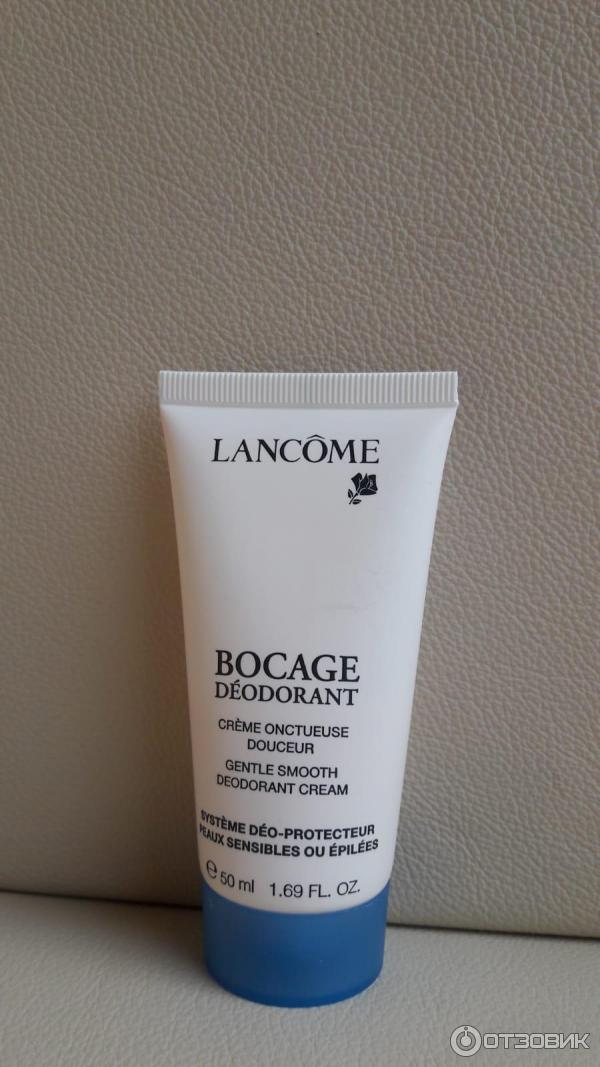 LANCÔME
BOCAGE
DÉODORANT
CRÈME ONCTUEUSE
DOUCEUR
GENTLE SMOOTH
DEODORANT CREAM
SYSTÈME DÉO-PROTECTEUR
PEAUX SENSIBLES OU ÉPILÉES
e 50 ml 1.69 FL. OZ.
ОТЗОВИК